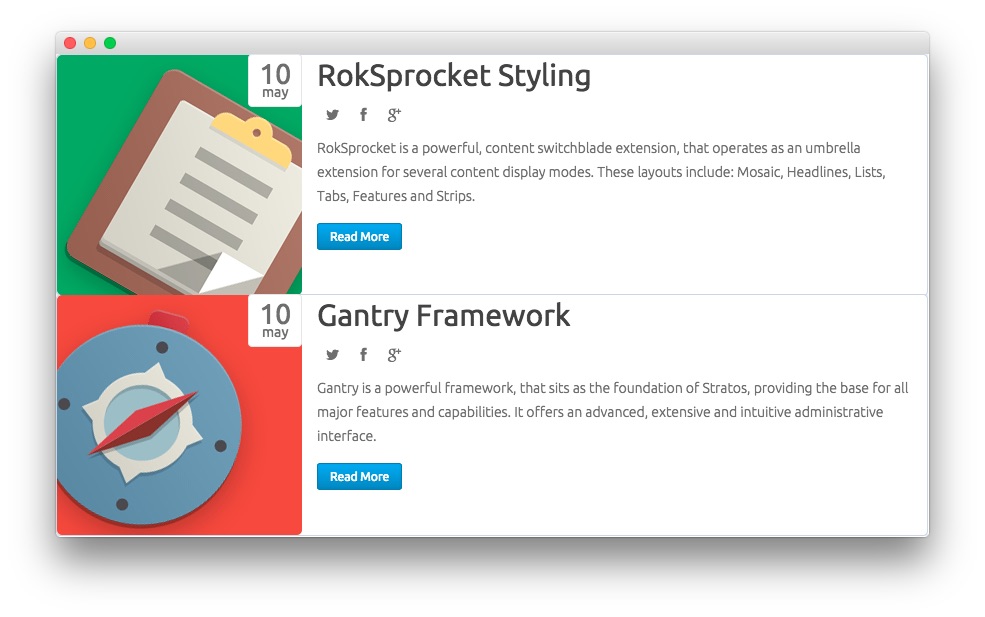 10
may
RokSprocket Styling
g+
RokSprocket is a powerful, content switchblade extension, that operates as an umbrella
extension for several content display modes. These layouts include: Mosaic, Headlines, Lists,
Tabs, Features and Strips.
Read More
10
may
Gantry Framework
g+
Gantry is a powerful framework, that sits as the foundation of Stratos, providing the base for all
major features and capabilities. It offers an advanced, extensive and intuitive administrative
interface.
Read More